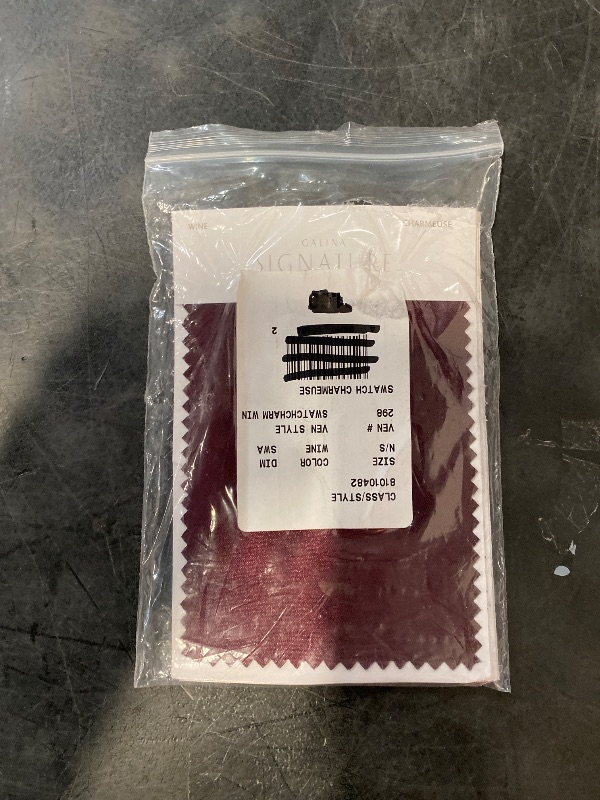 WINE CHARMEUSE
GALINA
SIGNATURE
CLASS/STYLE
81010482
SIZE COLOR DIM
N/S WINE SWA
VEN # VEN STYLE
298 SWATCHCHARM WIN
SWATCH CHARMEUSE
2